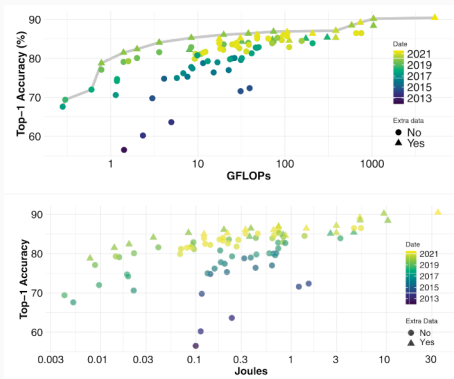 90
80
70
60
Top-1 Accuracy (%)
1
10
100
1000
GFLOPs
Date
2021
2019
2017
2015
2013
Extra data
No
Yes
90
80
70
60
Top-1 Accuracy
0.003
0.01
0.03
0.1
0.3
1
3
10
30
Joules
Date
2021
2019
2017
2015
2013
Extra Data
No
Yes